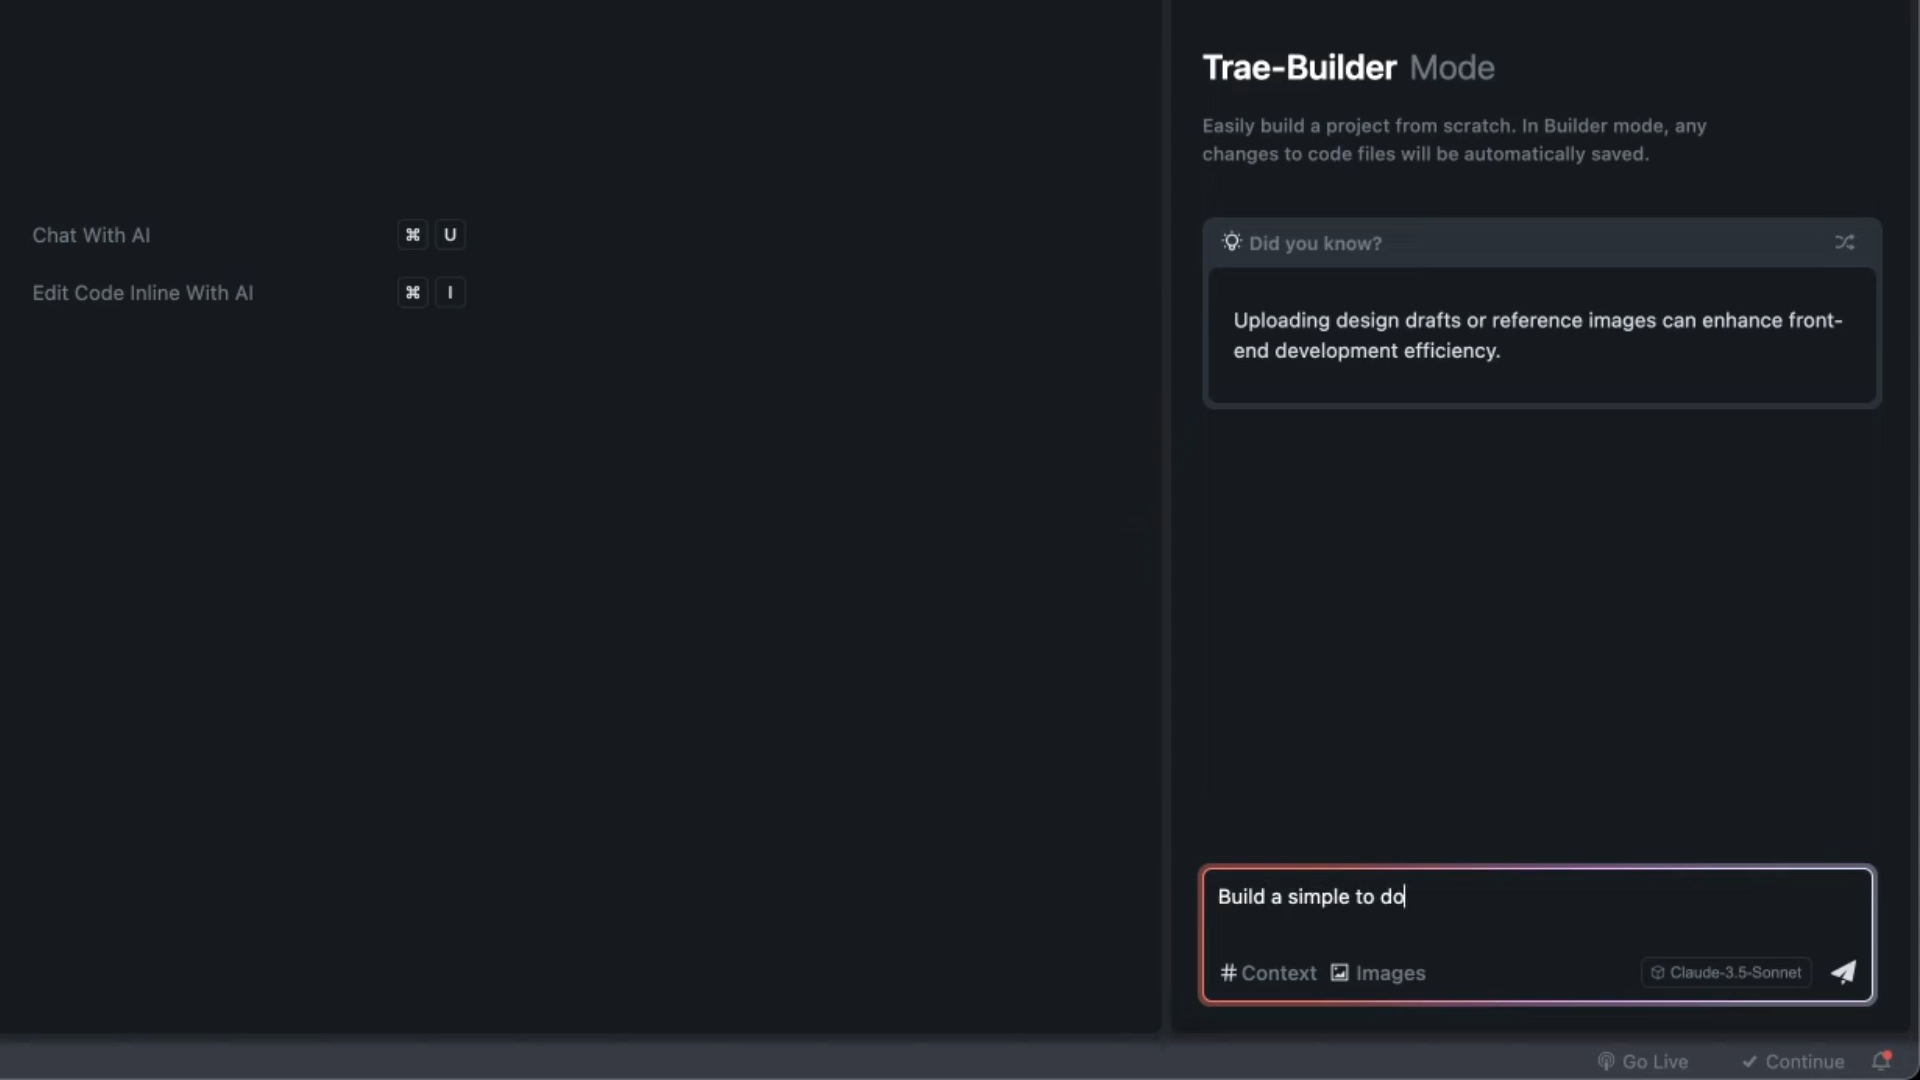 Trae-Builder Mode
Easily build a project from scratch. In Builder mode, any
changes to code files will be automatically saved.
Chat With AI ⌘ U
Edit Code Inline With AI ⌘ I
Did you know?
Uploading design drafts or reference images can enhance front-
end development efficiency.
Build a simple to do
# Context Images Claude-3.5-Sonnet
Go Live Continue